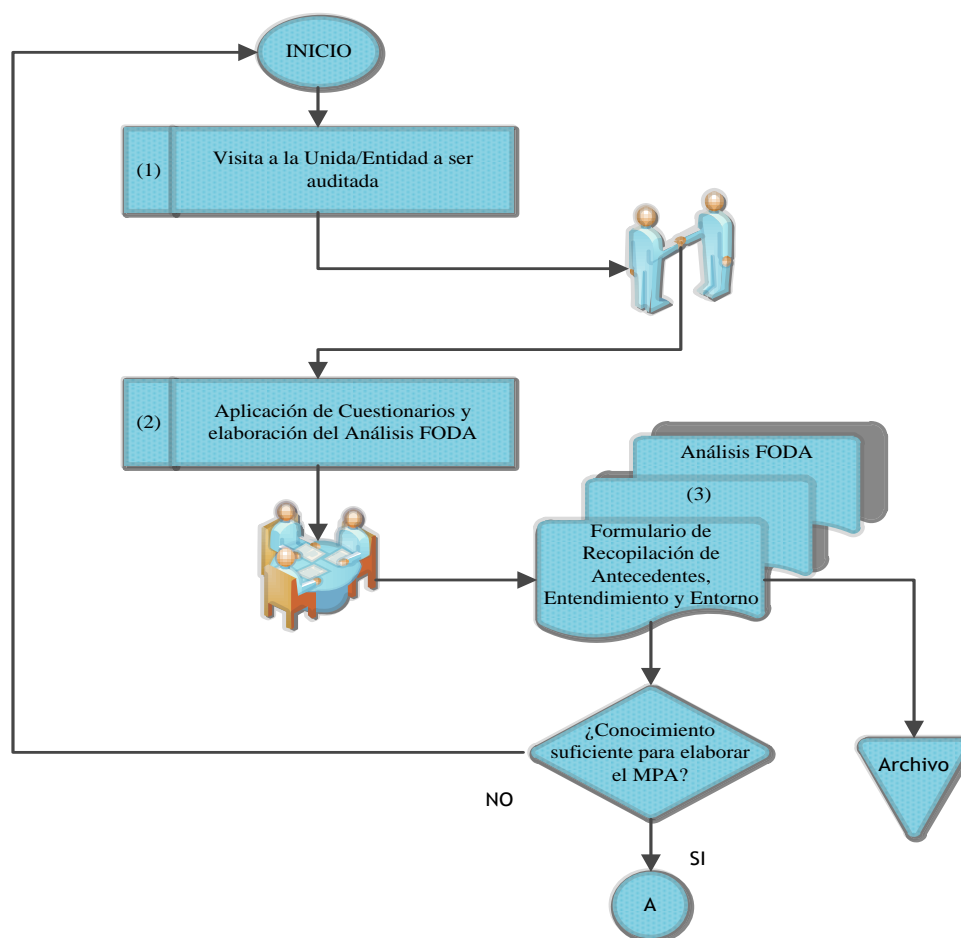 INICIO
(1)
Visita a la Unida/Entidad a ser
auditada
(2)
Aplicación de Cuestionarios y
elaboración del Análisis FODA
Análisis FODA
(3)
Formulario de
Recopilación de
Antecedentes,
Entendimiento y Entorno
¿Conocimiento
suficiente para elaborar
el MPA?
Archivo
NO
SI
A